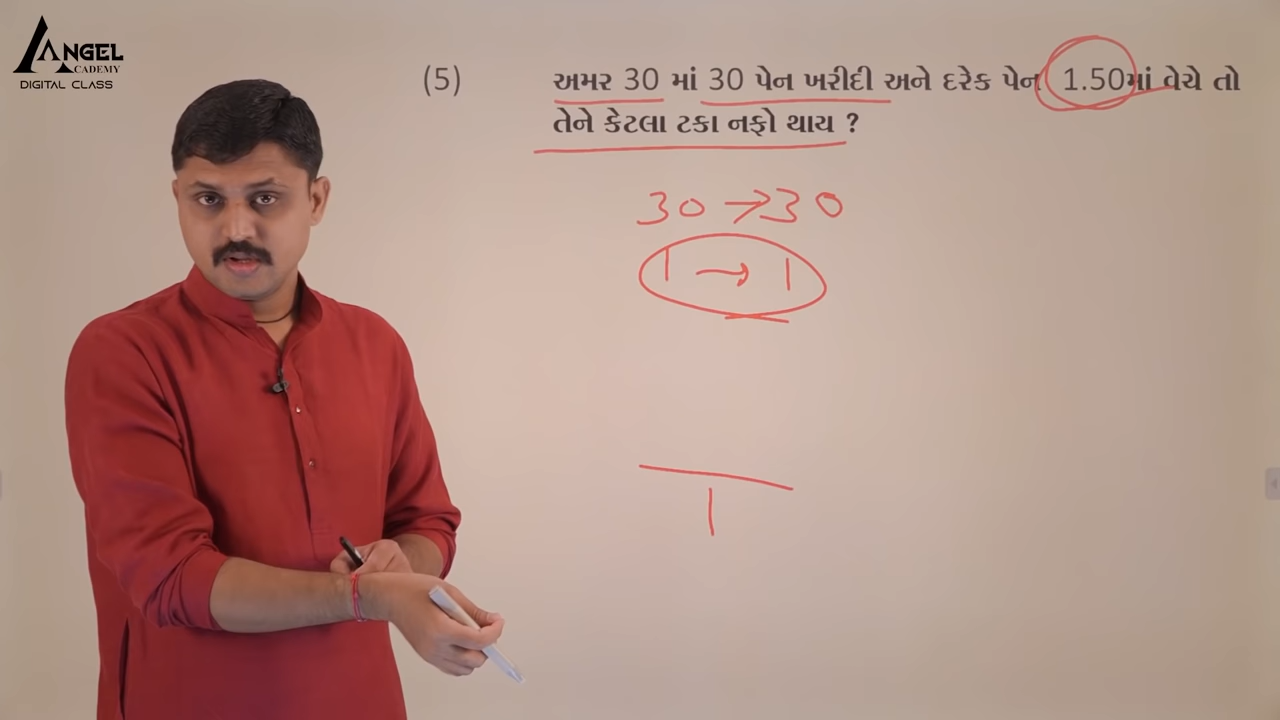 ANGEL
ACADEMY
DIGITAL CLASS
(5) અમર 30 માં 30 પેન ખરીદી અને દરેક પેન 1.50માં વેચે તો
તેને કેટલા ટકા નફો થાય ?
30 → 30
1 → 1
1